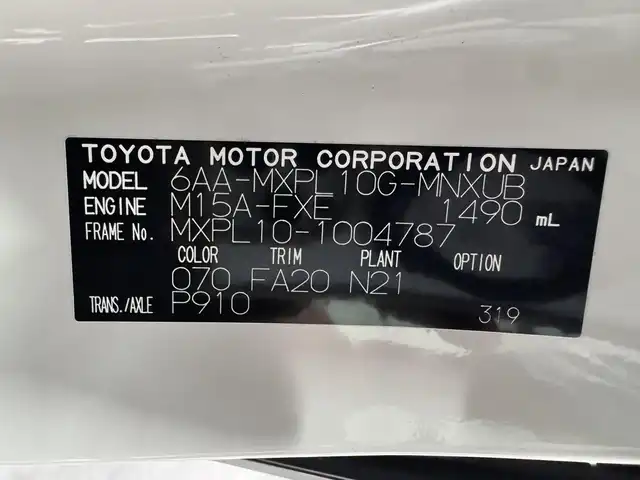 TOYOTA MOTOR CORPORATION JAPAN
MODEL 6AA-MXPL10G-MNXUB
ENGINE M15A-FXE 1490 mL
FRAME No. MXPL10-1004787
COLOR TRIM PLANT OPTION
070 FA20 N21
TRANS./AXLE P910 319